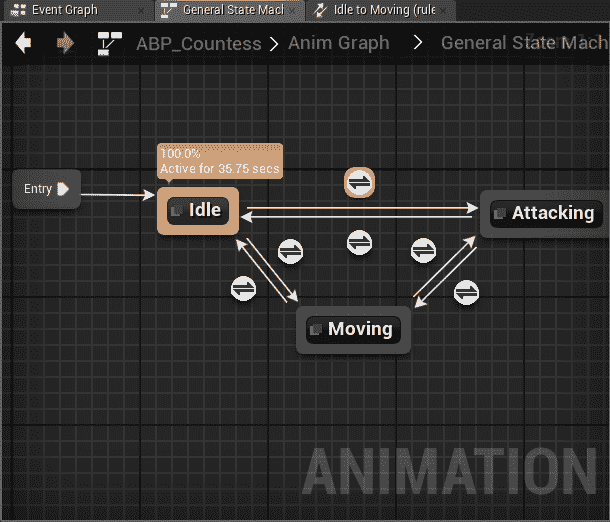 Event Graph
General State Mach
Idle to Moving (rule
ABP_Countess > Anim Graph > General State Mach
100.0%
Active for 35.75 secs
Entry
Idle
Attacking
Moving
ANIMATION